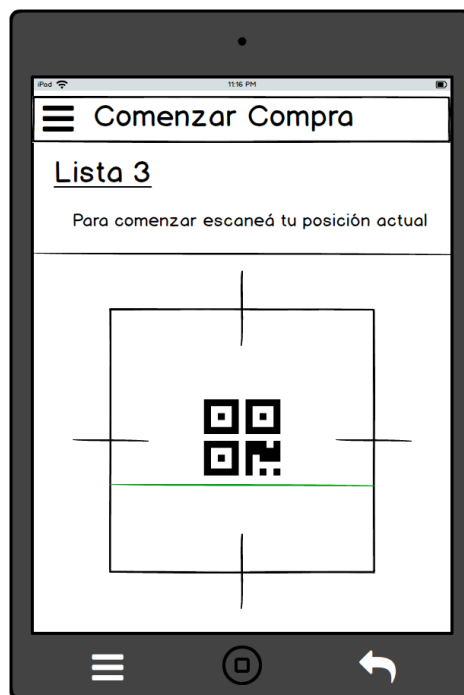 iPod
11:16 PM
Comenzar Compra
Lista 3
Para comenzar escaneá tu posición actual